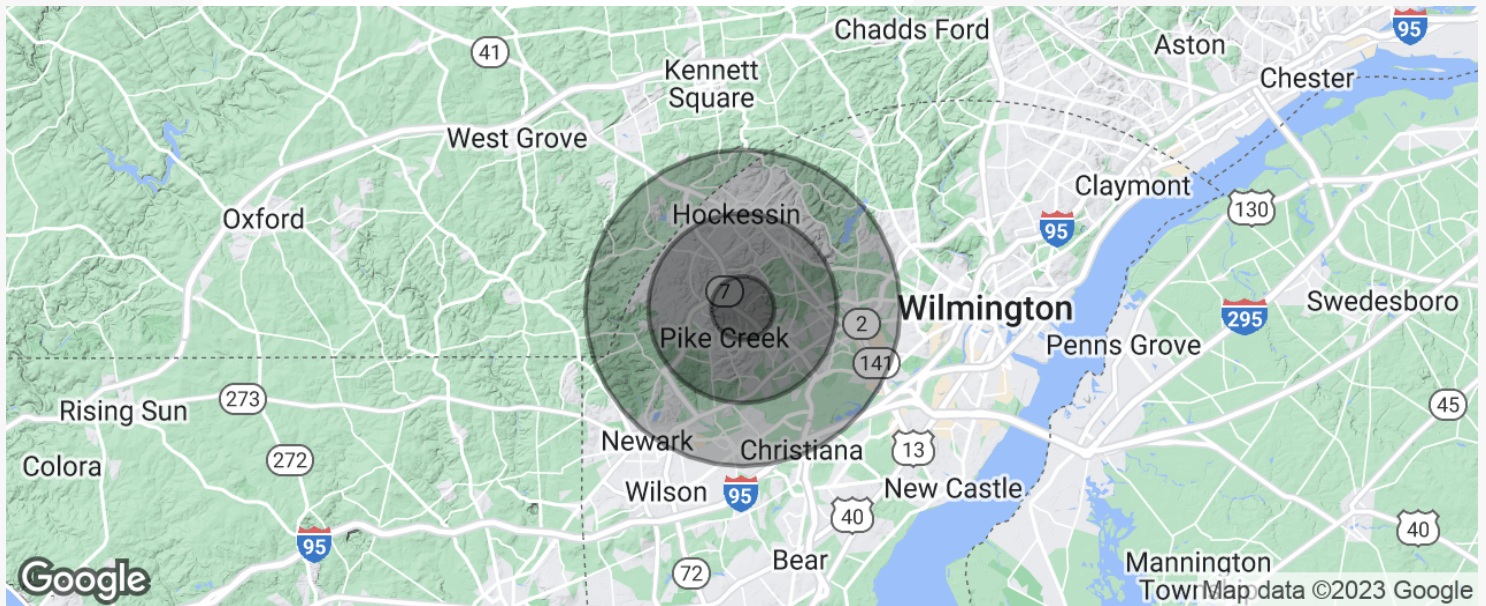 Chadds Ford
95
Aston
41
Kennett
Square
Chester
West Grove
Claymont
Oxford
Hockessin
130
95
7
Wilmington
Swedesboro
2
295
Pike Creek
Penns Grove
141
273
Rising Sun
45
Newark
Christiana
13
272
Colora
Wilson
95
New Castle
40
40
95
Bear
72
Mannington
Google
Map data ©2023 Google